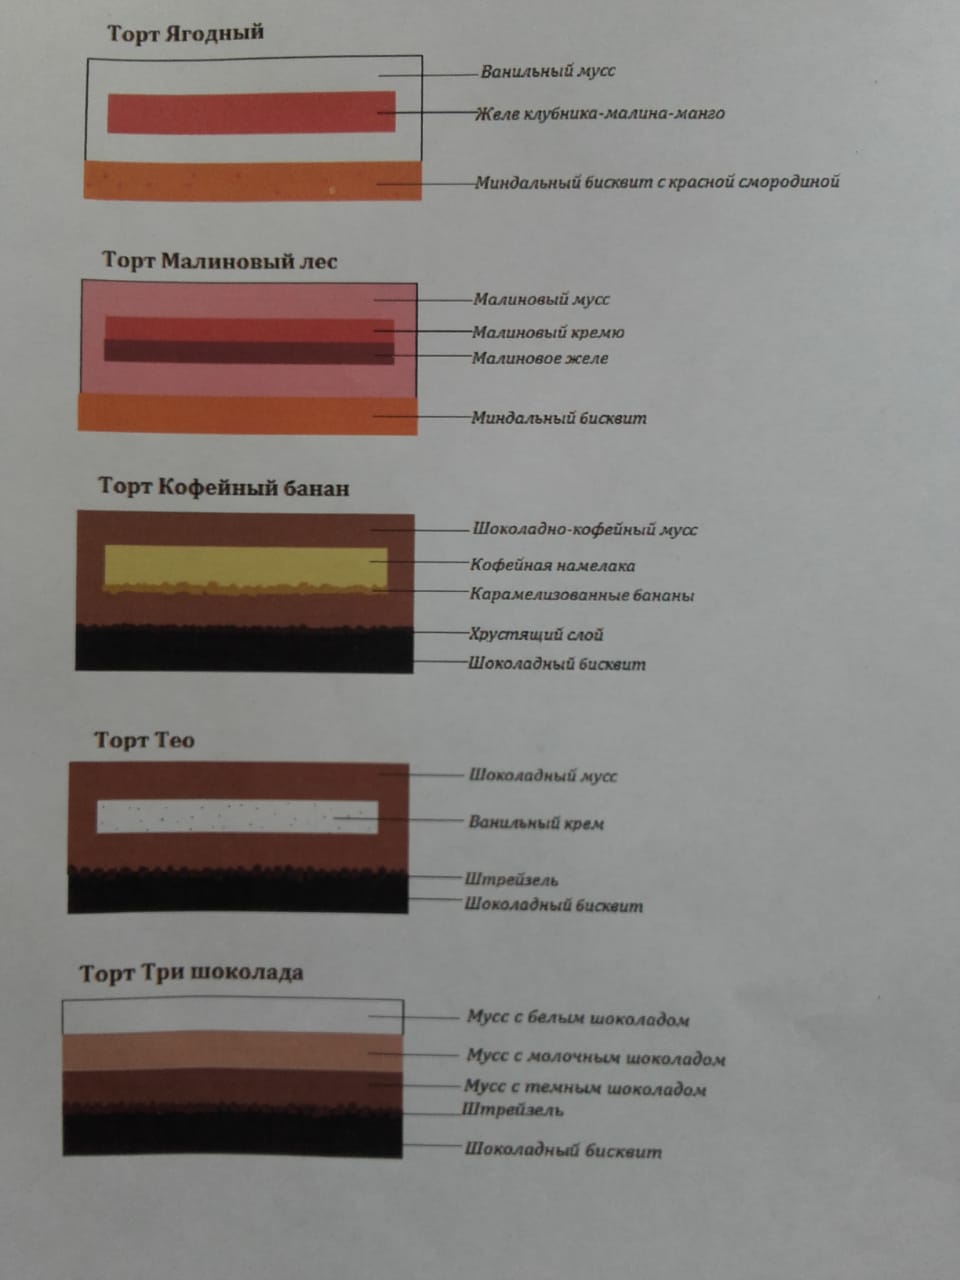 Торт Ягодный
Ванильный мусс
Желе клубника-малина-манго
Миндальный бисквит с красной смородиной
Торт Малиновый лес
Малиновый мусс
Малиновый кремю
Малиновое желе
Миндальный бисквит
Торт Кофейный банан
Шоколадно-кофейный мусс
Кофейная намелака
Карамелизованные бананы
Хрустящий слой
Шоколадный бисквит
Торт Тео
Шоколадный мусс
Ванильный крем
Штрейзель
Шоколадный бисквит
Торт Три шоколада
Мусс с белым шоколадом
Мусс с молочным шоколадом
Мусс с темным шоколадом
Штрейзель
Шоколадный бисквит